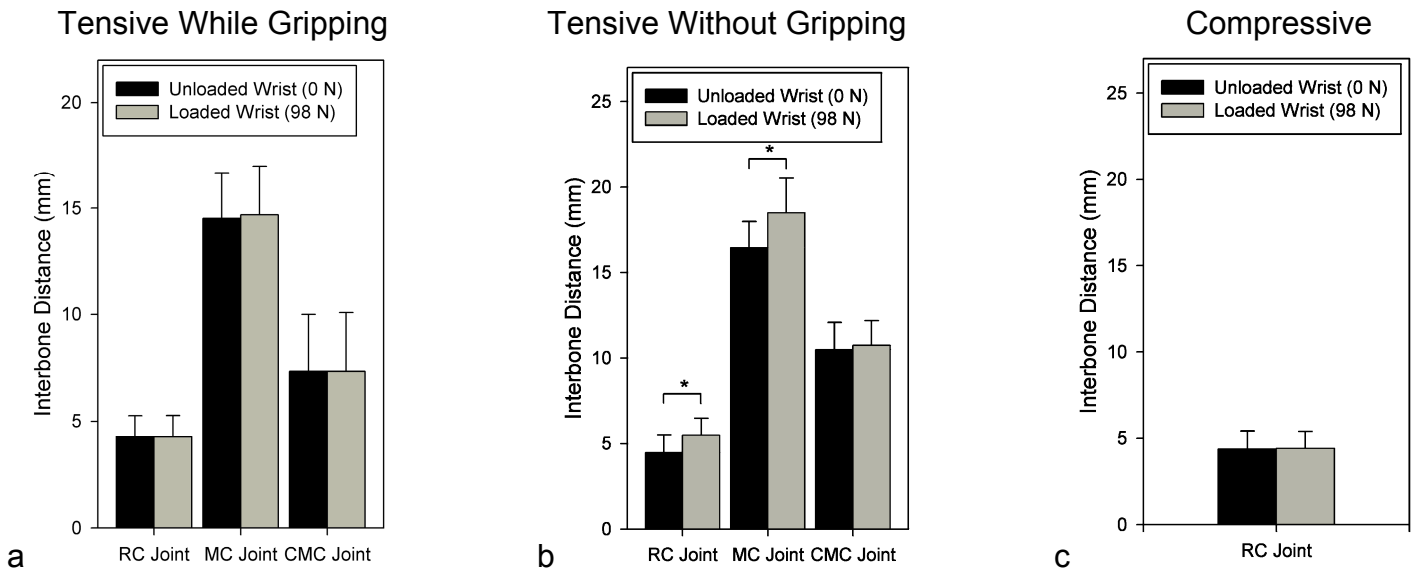 Tensive While Gripping
Unloaded Wrist (0 N)
Loaded Wrist (98 N)
Interbone Distance (mm)
20
15
10
5
0
RC Joint MC Joint CMC Joint
a
Tensive Without Gripping
Unloaded Wrist (0 N)
Loaded Wrist (98 N)
Interbone Distance (mm)
25
20
15
10
5
0
*
*
RC Joint MC Joint CMC Joint
b
Compressive
Unloaded Wrist (0 N)
Loaded Wrist (98 N)
Interbone Distance (mm)
25
20
15
10
5
0
RC Joint
c